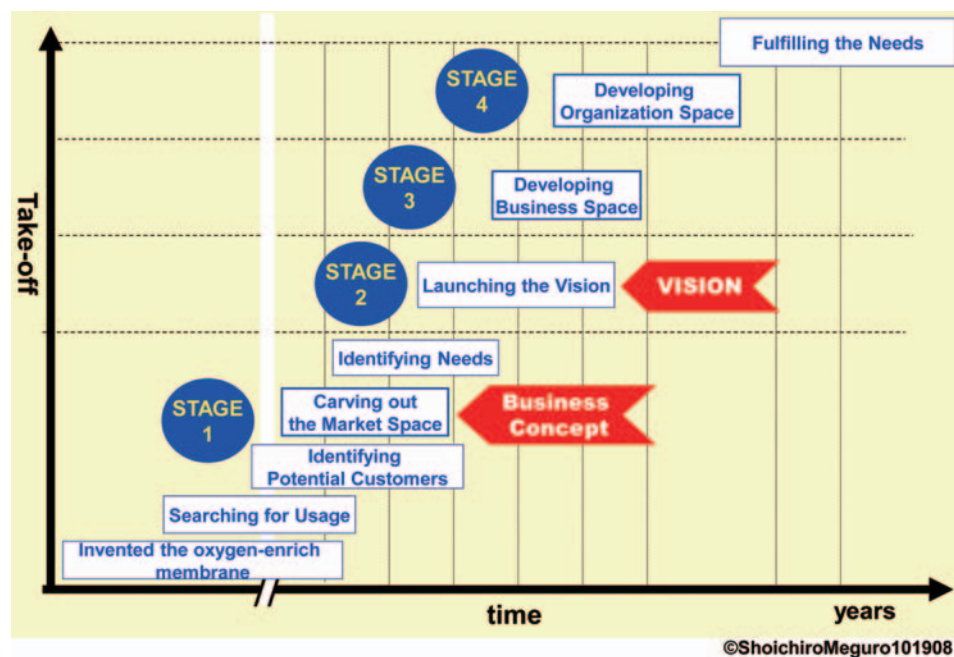 Fulfilling the Needs
STAGE
4
Developing
Organization Space
STAGE
3
Developing
Business Space
Take-off
STAGE
2
Launching the Vision
VISION
Identifying Needs
STAGE
1
Carving out
the Market Space
Business
Concept
Identifying
Potential Customers
Searching for Usage
Invented the oxygen-enrich
membrane
time
years
©ShoichiroMeguro101908